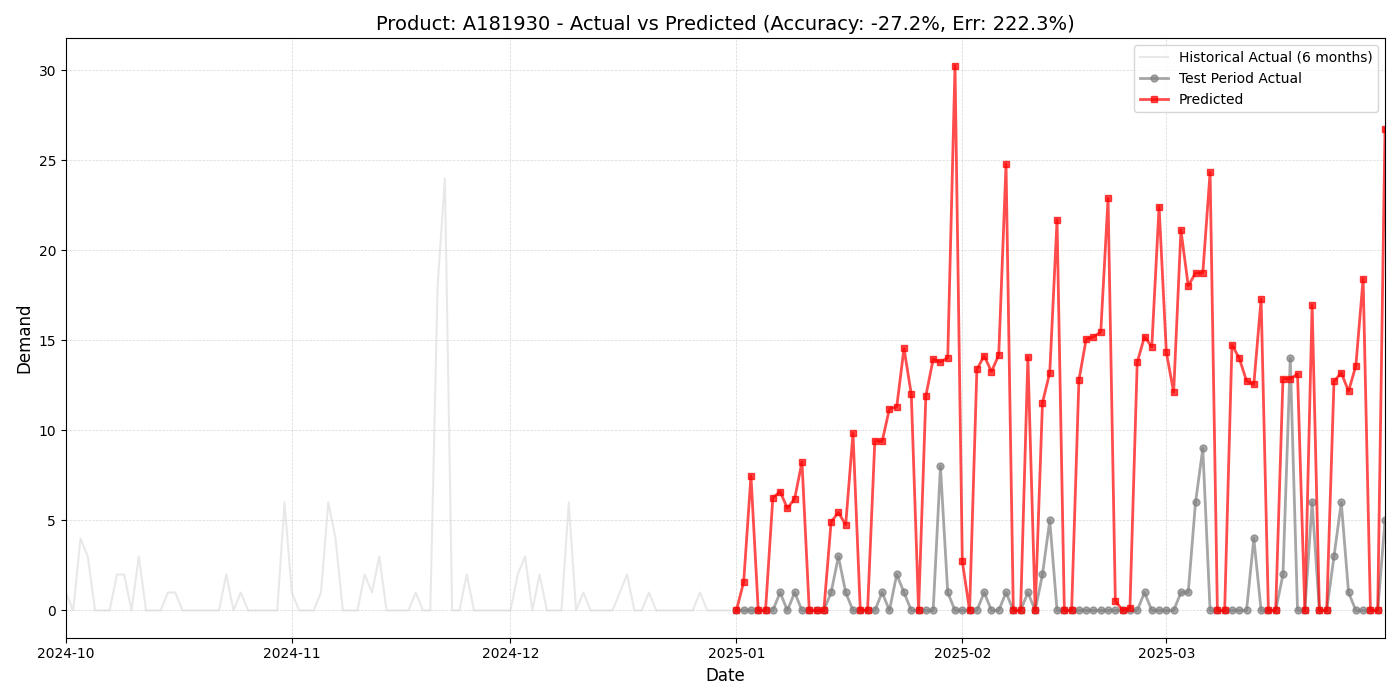 Product: A181930 - Actual vs Predicted (Accuracy: -27.2%, Err: 222.3%)
Historical Actual (6 months)
Test Period Actual
Predicted
Demand
30
25
20
15
10
5
0
2024-10
2024-11
2024-12
2025-01
2025-02
2025-03
Date